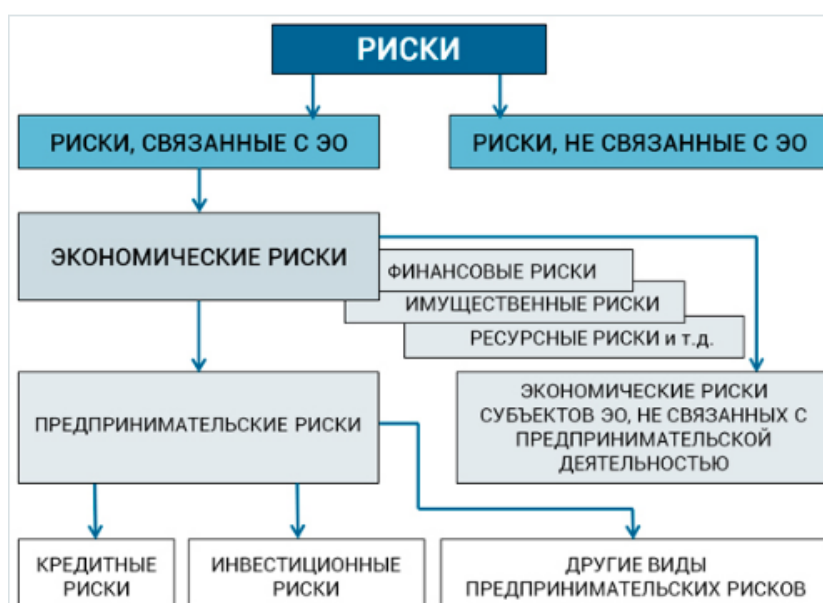 РИСКИ
РИСКИ, СВЯЗАННЫЕ С ЭО
РИСКИ, НЕ СВЯЗАННЫЕ С ЭО
ЭКОНОМИЧЕСКИЕ РИСКИ
ФИНАНСОВЫЕ РИСКИ
ИМУЩЕСТВЕННЫЕ РИСКИ
РЕСУРСНЫЕ РИСКИ и т.д.
ПРЕДПРИНИМАТЕЛЬСКИЕ РИСКИ
ЭКОНОМИЧЕСКИЕ РИСКИ
СУБЪЕКТОВ ЭО, НЕ СВЯЗАННЫХ С
ПРЕДПРИНИМАТЕЛЬСКОЙ
ДЕЯТЕЛЬНОСТЬЮ
КРЕДИТНЫЕ
РИСКИ
ИНВЕСТИЦИОННЫЕ
РИСКИ
ДРУГИЕ ВИДЫ
ПРЕДПРИНИМАТЕЛЬСКИХ РИСКОВ